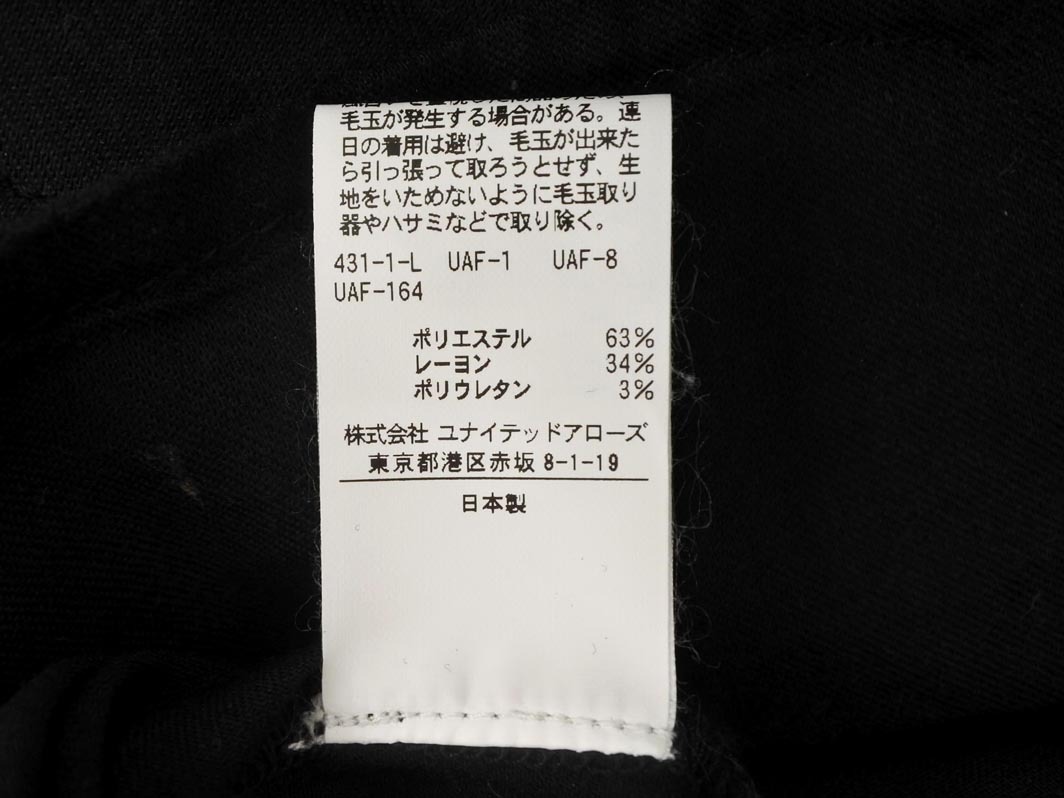 毛玉が発生する場合がある。連
日の着用は避け、毛玉が出来た
ら引っ張って取ろうとせず、生
地をいためないように毛玉取り
器やハサミなどで取り除く。
431-1-L UAF-1 UAF-8
UAF-164
ポリエステル 63%
レーヨン 34%
ポリウレタン 3%
株式会社 ユナイテッドアローズ
東京都港区赤坂 8-1-19
日本製